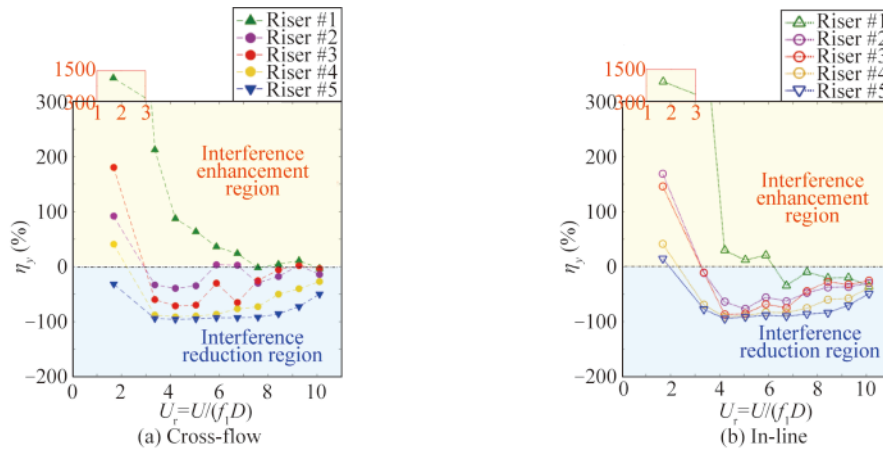 Riser #1
Riser #2
Riser #3
Riser #4
Riser #5
1500
300
1 2 3
300
200
100
0
−100
−200
η_y (%)
Interference
enhancement
region
Interference
reduction region
0 2 4 6 8 10
U_r=U/(f_1D)
(a) Cross-flow
Riser #1
Riser #2
Riser #3
Riser #4
Riser #5
1500
300
1 2 3
300
200
100
0
−100
−200
η_y (%)
Interference
enhancement
region
Interference
reduction region
0 2 4 6 8 10
U_r=U/(f_1D)
(b) In-line